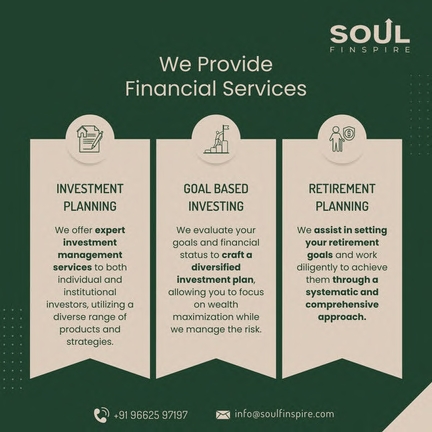 SOUL
FINSPIRE
We Provide
Financial Services
INVESTMENT
PLANNING
We offer expert
investment
management
services to both
individual and
institutional
investors, utilizing a
diverse range of
products and
strategies.
GOAL BASED
INVESTING
We evaluate your
goals and financial
status to craft a
diversified
investment plan,
allowing you to focus
on wealth
maximization while
we manage the risk.
RETIREMENT
PLANNING
We assist in setting
your retirement
goals and work
diligently to achieve
them through a
systematic and
comprehensive
approach.
+91 96625 97197
info@soulfinspire.com